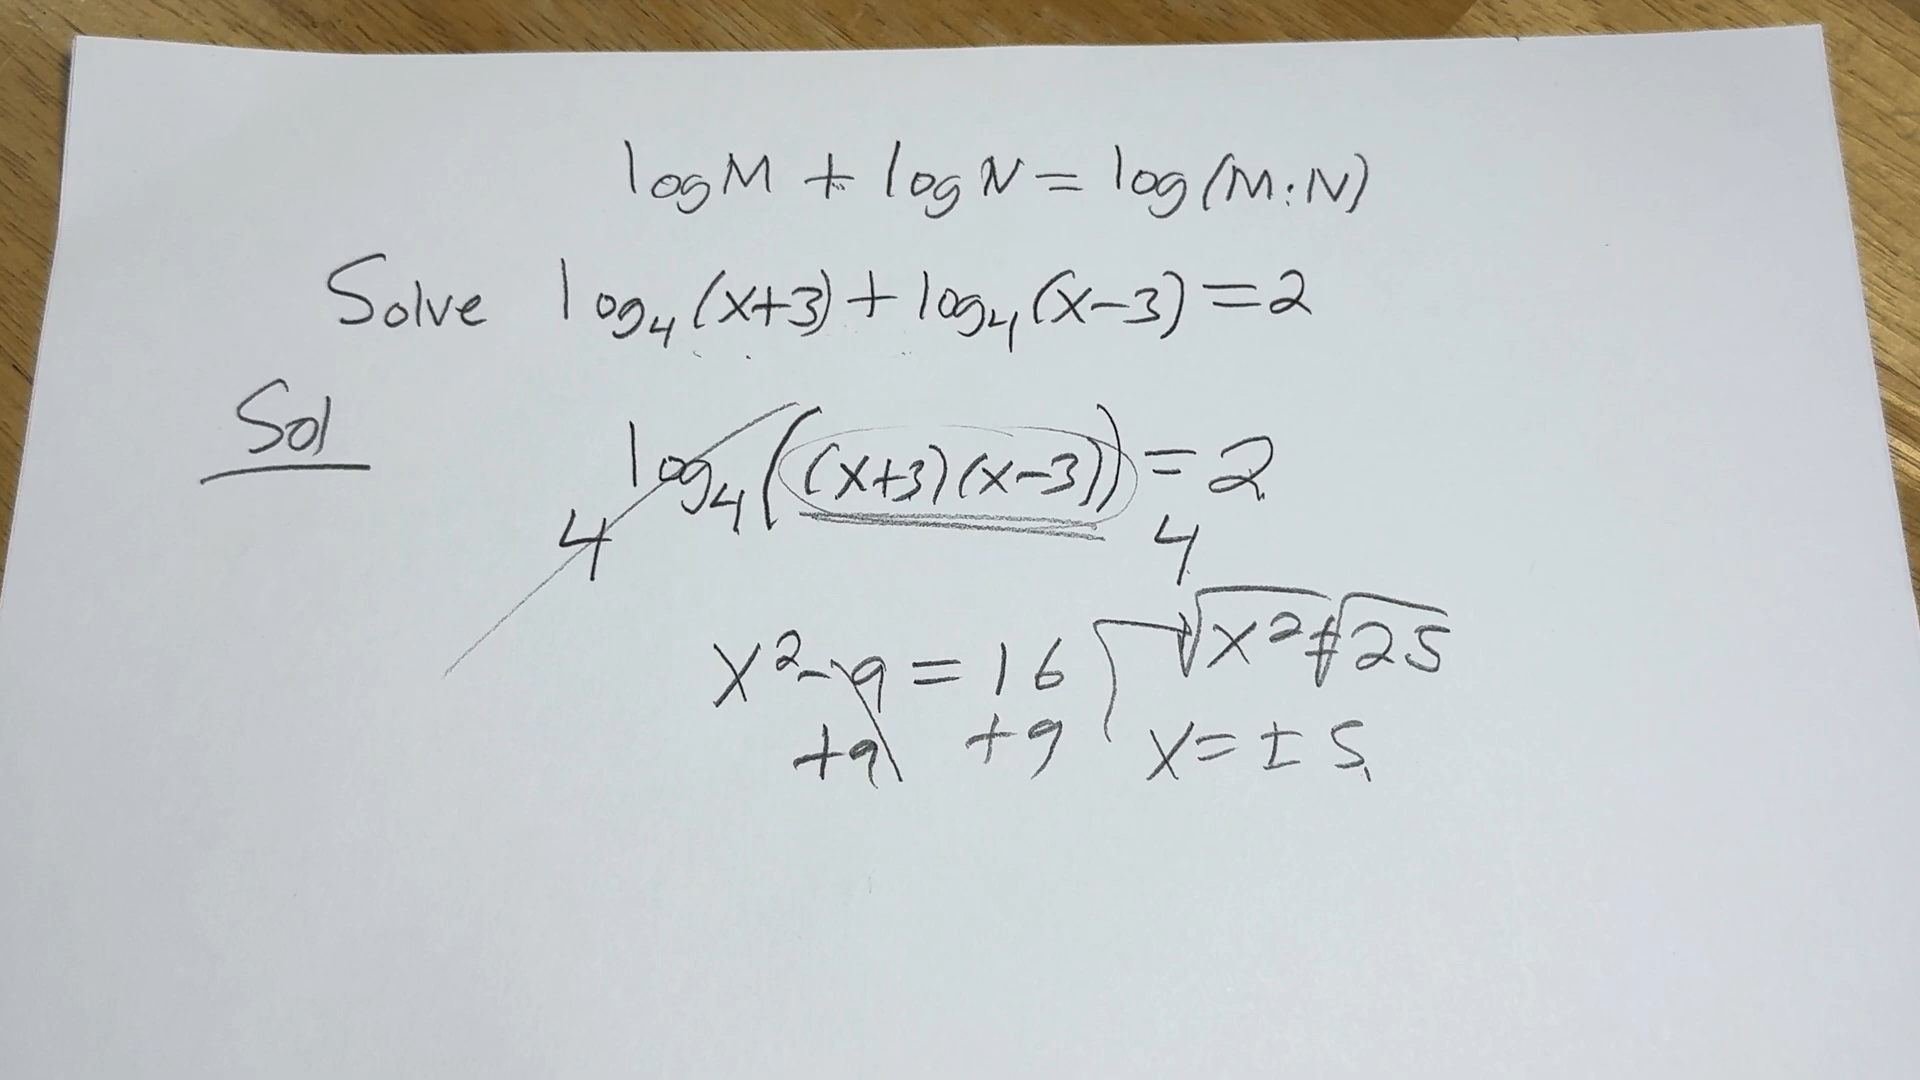 log M + log N = log(M·N)
Solve log₄(x+3) + log₄(x-3) = 2
Sol
4^log₄((x+3)(x-3)) = 4^2
x² - 9 = 16
+9 +9
√x² = √25
x = ± 5